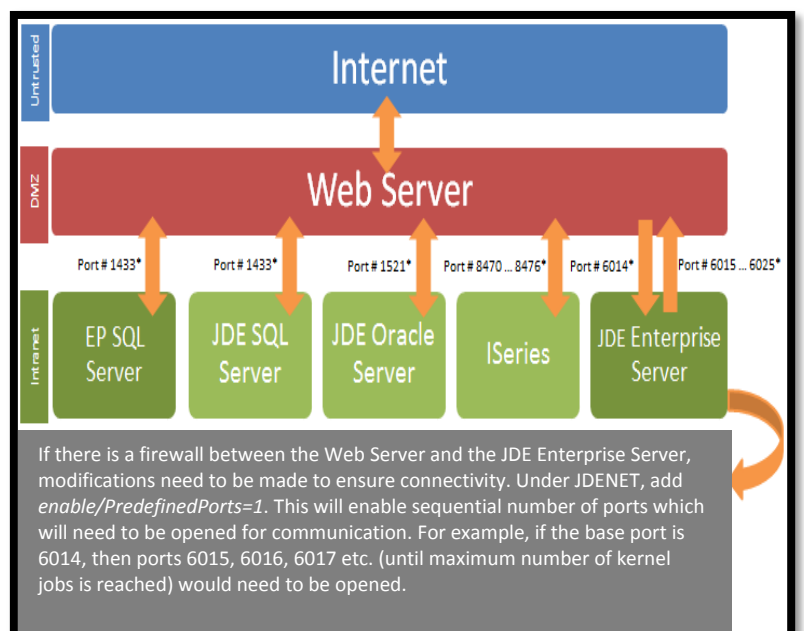 Untrusted
Internet
DMZ
Web Server
Port # 1433*
Port # 1433*
Port # 1521*
Port # 8470 ... 8476*
Port # 6014*
Port # 6015 ... 6025*
Intranet
EP SQL
Server
JDE SQL
Server
JDE Oracle
Server
ISeries
JDE Enterprise
Server
If there is a firewall between the Web Server and the JDE Enterprise Server,
modifications need to be made to ensure connectivity. Under JDENET, add
enable/PredefinedPorts=1. This will enable sequential number of ports which
will need to be opened for communication. For example, if the base port is
6014, then ports 6015, 6016, 6017 etc. (until maximum number of kernel
jobs is reached) would need to be opened.